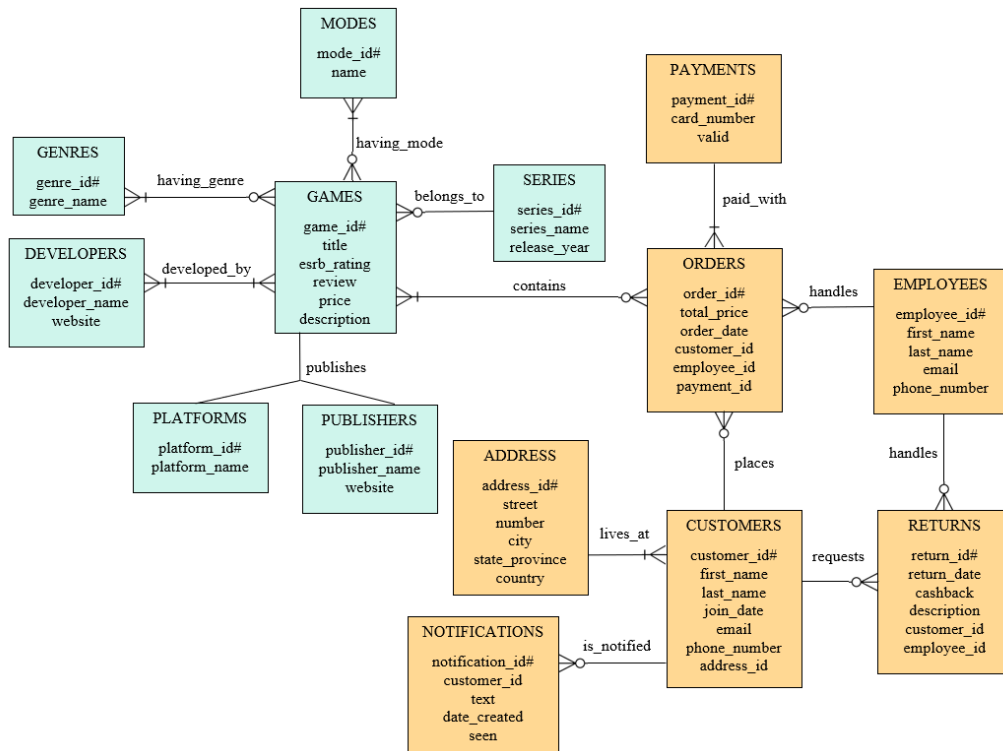 MODES
mode_id#
name
having_mode
GENRES
genre_id#
genre_name
having_genre
GAMES
game_id#
title
esrb_rating
review
price
description
belongs_to
SERIES
series_id#
series_name
release_year
DEVELOPERS
developer_id#
developer_name
website
developed_by
publishes
PLATFORMS
platform_id#
platform_name
PUBLISHERS
publisher_id#
publisher_name
website
contains
PAYMENTS
payment_id#
card_number
valid
paid_with
ORDERS
order_id#
total_price
order_date
customer_id
employee_id
payment_id
handles
EMPLOYEES
employee_id#
first_name
last_name
email
phone_number
handles
places
ADDRESS
address_id#
street
number
city
state_province
country
lives_at
CUSTOMERS
customer_id#
first_name
last_name
join_date
email
phone_number
address_id
requests
RETURNS
return_id#
return_date
cashback
description
customer_id
employee_id
NOTIFICATIONS
notification_id#
customer_id
text
date_created
seen
is_notified